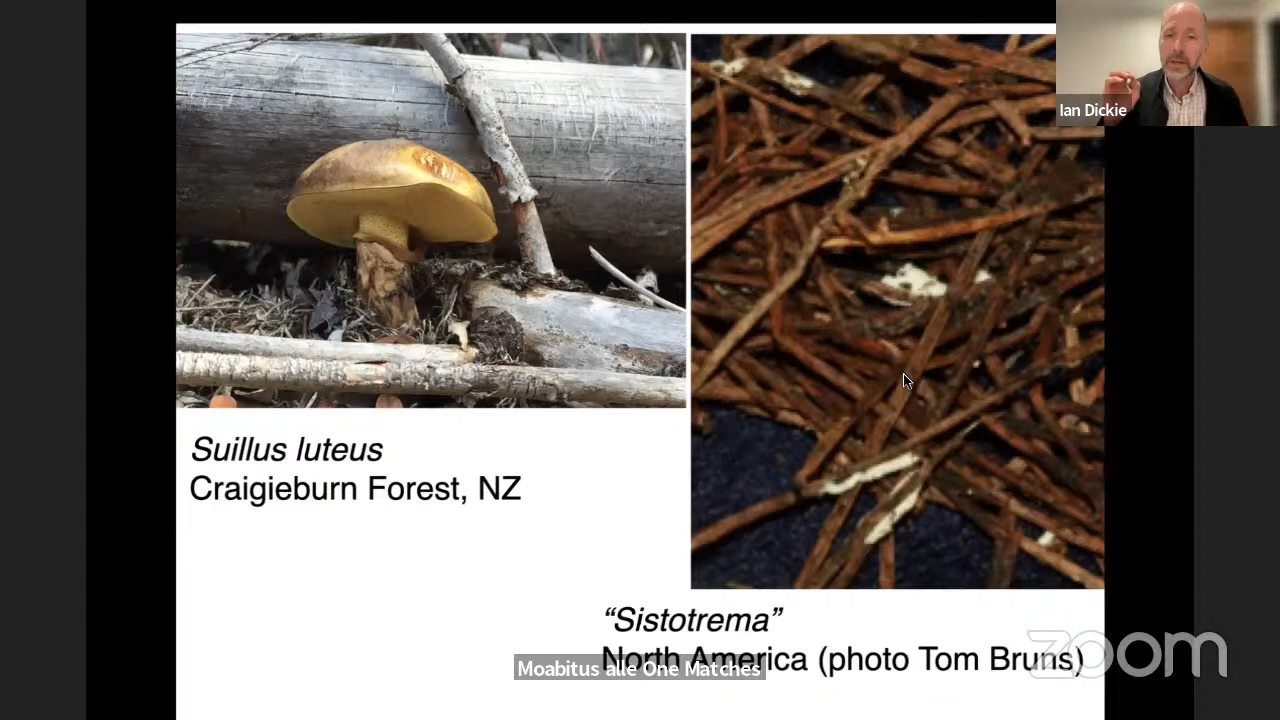 Ian Dickie
Suillus luteus
Craigieburn Forest, NZ
“Sistotrema”
North America (photo Tom Bruns)
Moabitus alle One Matches
zoom